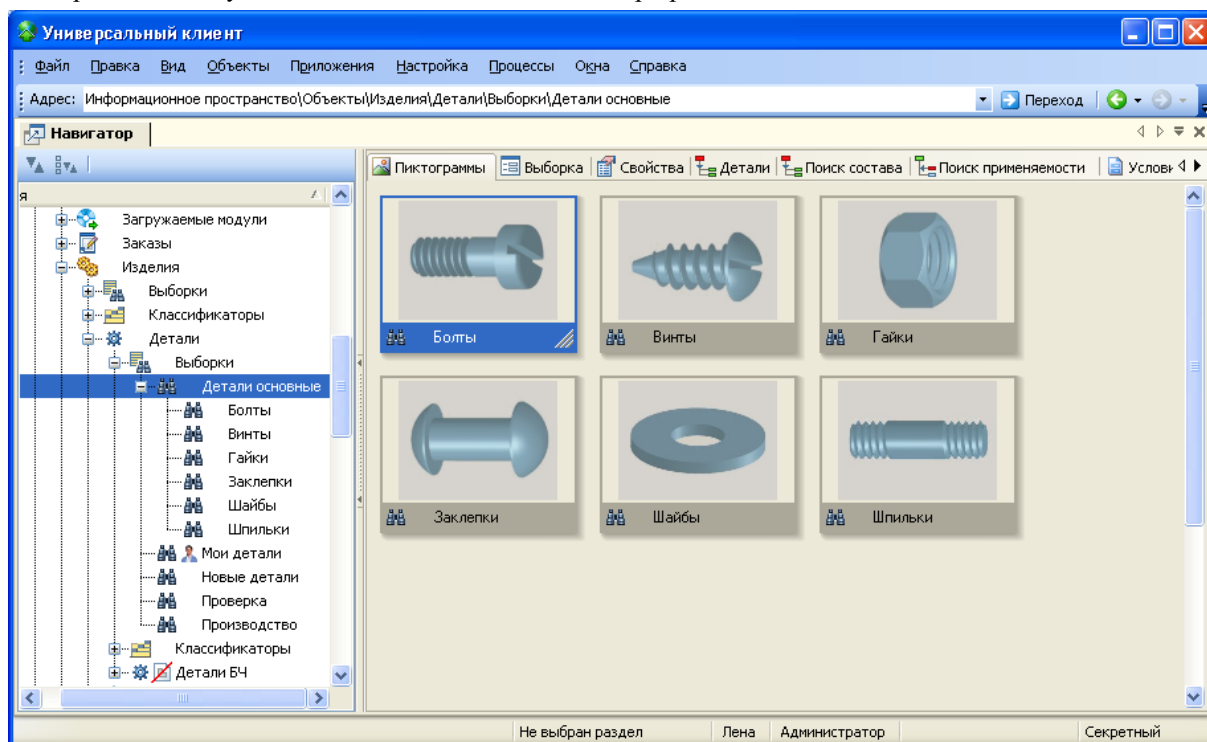 Универсальный клиент
Файл Правка Вид Объекты Приложения Настройка Процессы Окна Справка
Адрес: Информационное пространство\Объекты\Изделия\Детали\Выборки\Детали основные Переход
Навигатор
Пиктограммы Выборка Свойства Детали Поиск состава Поиск применяемости Условь
я
Загружаемые модули
Заказы
Изделия
Выборки
Классификаторы
Детали
Выборки
Детали основные
Болты
Винты
Гайки
Заклепки
Шайбы
Шпильки
Мои детали
Новые детали
Проверка
Производство
Классификаторы
Детали БЧ
Болты Винты Гайки
Заклепки Шайбы Шпильки
Не выбран раздел Лена Администратор Секретный